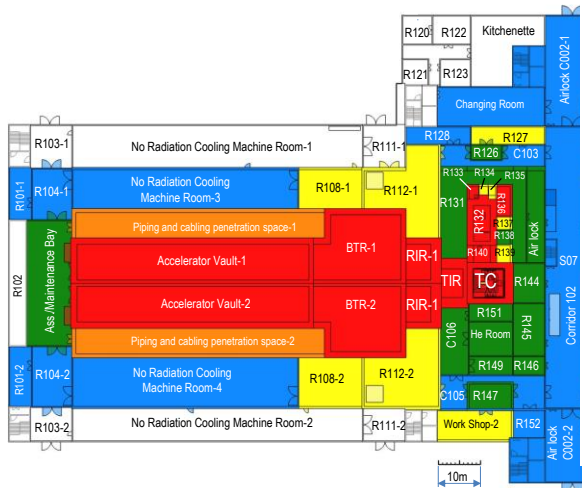 R120
R122
Kitchenette
Airlock C002-1
R121
R123
Changing Room
R128
R127
R103-1
No Radiation Cooling Machine Room-1
R111-1
R126
C103
R133
R134
R135
R101-1
R104-1
No Radiation Cooling
Machine Room-3
R108-1
R112-1
R131
R132
R136
R137
R138
R139
R140
Air lock
Piping and cabling penetration space-1
BTR-1
RIR-1
Accelerator Vault-1
R102
Ass /Maintenance Bay
TIR
TC
R144
S07
Corridor 102
Accelerator Vault-2
BTR-2
RIR-1
R151
C106
He Room
R145
Piping and cabling penetration space-2
R149
R146
R101-2
R104-2
No Radiation Cooling
Machine Room-4
R108-2
R112-2
C105
R147
R103-2
No Radiation Cooling Machine Room-2
R111-2
Work Shop-2
R152
Air lock
C002-2
10m